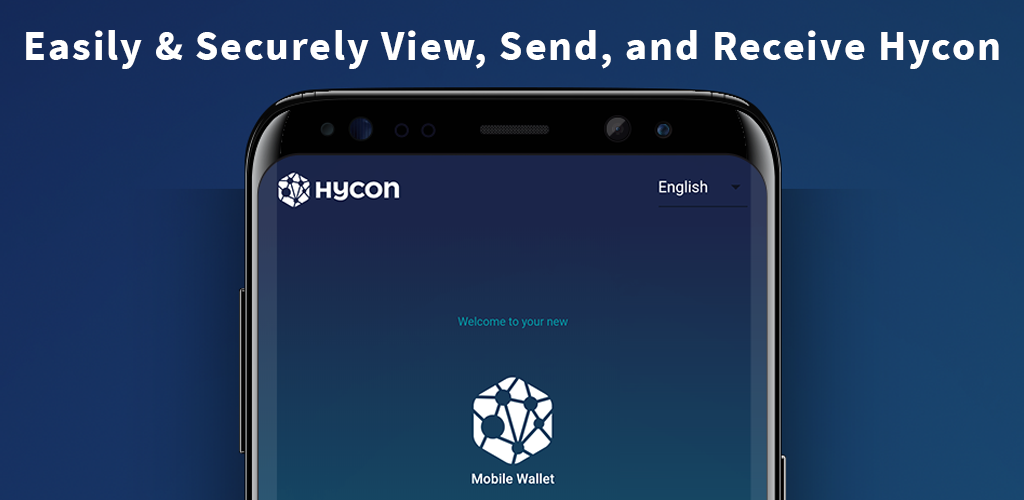 Easily & Securely View, Send, and Receive Hycon
HYCON
English
Welcome to your new
Mobile Wallet